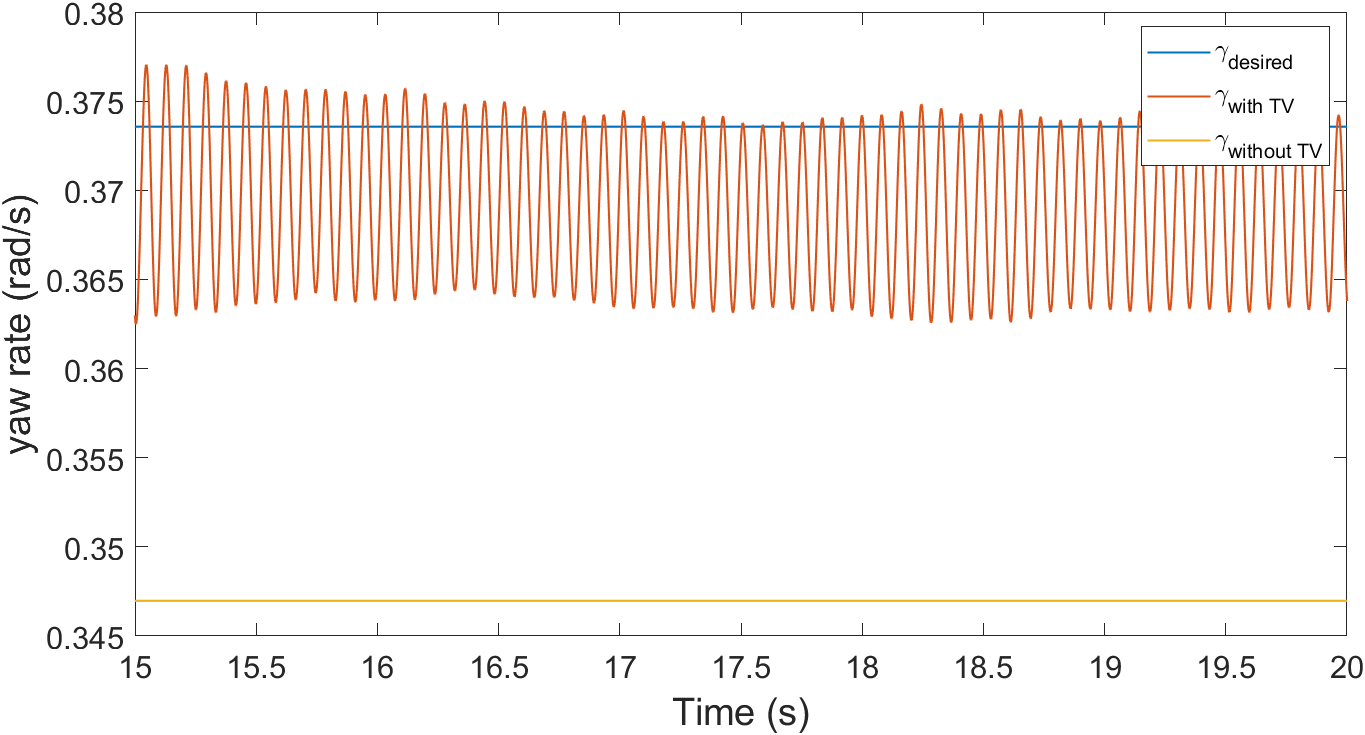 0.38
0.375
0.37
0.365
0.36
0.355
0.35
0.345
yaw rate (rad/s)
15 15.5 16 16.5 17 17.5 18 18.5 19 19.5 20
Time (s)
γdesired
γwith TV
γwithout TV